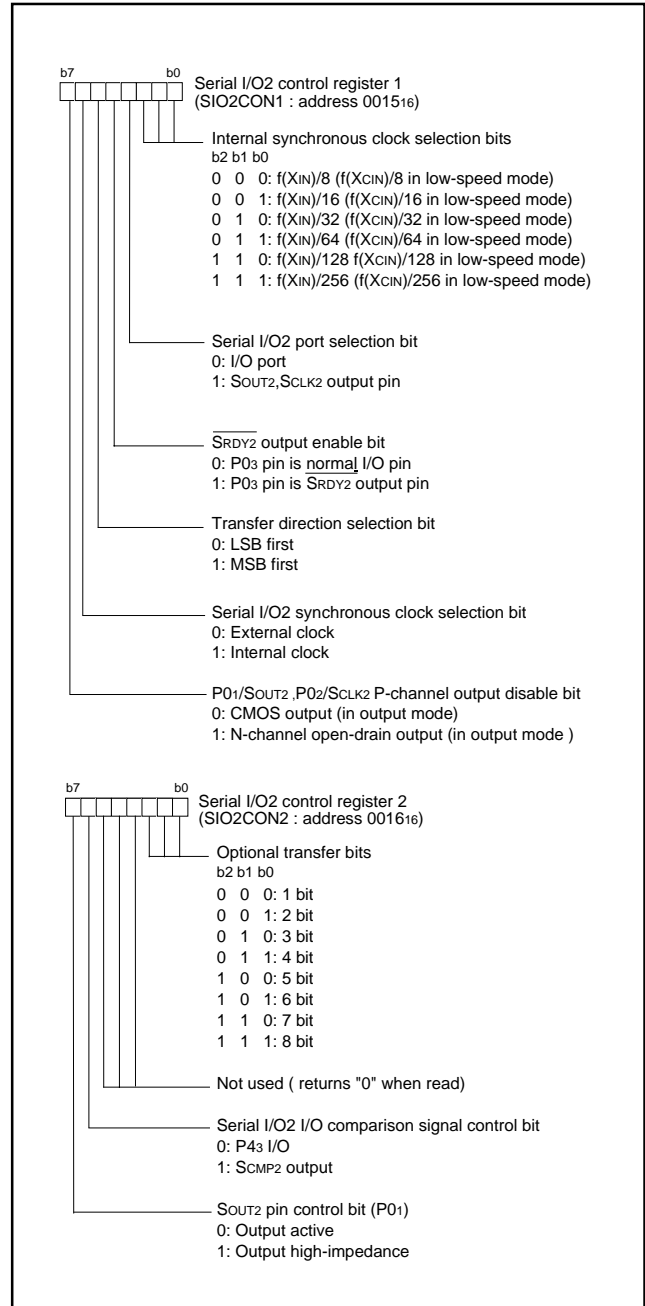 b7 b0
Serial I/O2 control register 1
(SIO2CON1 : address 001516)
Internal synchronous clock selection bits
b2 b1 b0
0 0 0: f(XIN)/8 (f(XCIN)/8 in low-speed mode)
0 0 1: f(XIN)/16 (f(XCIN)/16 in low-speed mode)
0 1 0: f(XIN)/32 (f(XCIN)/32 in low-speed mode)
0 1 1: f(XIN)/64 (f(XCIN)/64 in low-speed mode)
1 1 0: f(XIN)/128 f(XCIN)/128 in low-speed mode)
1 1 1: f(XIN)/256 (f(XCIN)/256 in low-speed mode)
Serial I/O2 port selection bit
0: I/O port
1: SOUT2,SCLK2 output pin
SRDY2 output enable bit
0: P03 pin is normal I/O pin
1: P03 pin is SRDY2 output pin
Transfer direction selection bit
0: LSB first
1: MSB first
Serial I/O2 synchronous clock selection bit
0: External clock
1: Internal clock
P01/SOUT2 ,P02/SCLK2 P-channel output disable bit
0: CMOS output (in output mode)
1: N-channel open-drain output (in output mode )
b7 b0
Serial I/O2 control register 2
(SIO2CON2 : address 001616)
Optional transfer bits
b2 b1 b0
0 0 0: 1 bit
0 0 1: 2 bit
0 1 0: 3 bit
0 1 1: 4 bit
1 0 0: 5 bit
1 0 1: 6 bit
1 1 0: 7 bit
1 1 1: 8 bit
Not used ( returns "0" when read)
Serial I/O2 I/O comparison signal control bit
0: P43 I/O
1: SCMP2 output
SOUT2 pin control bit (P01)
0: Output active
1: Output high-impedance